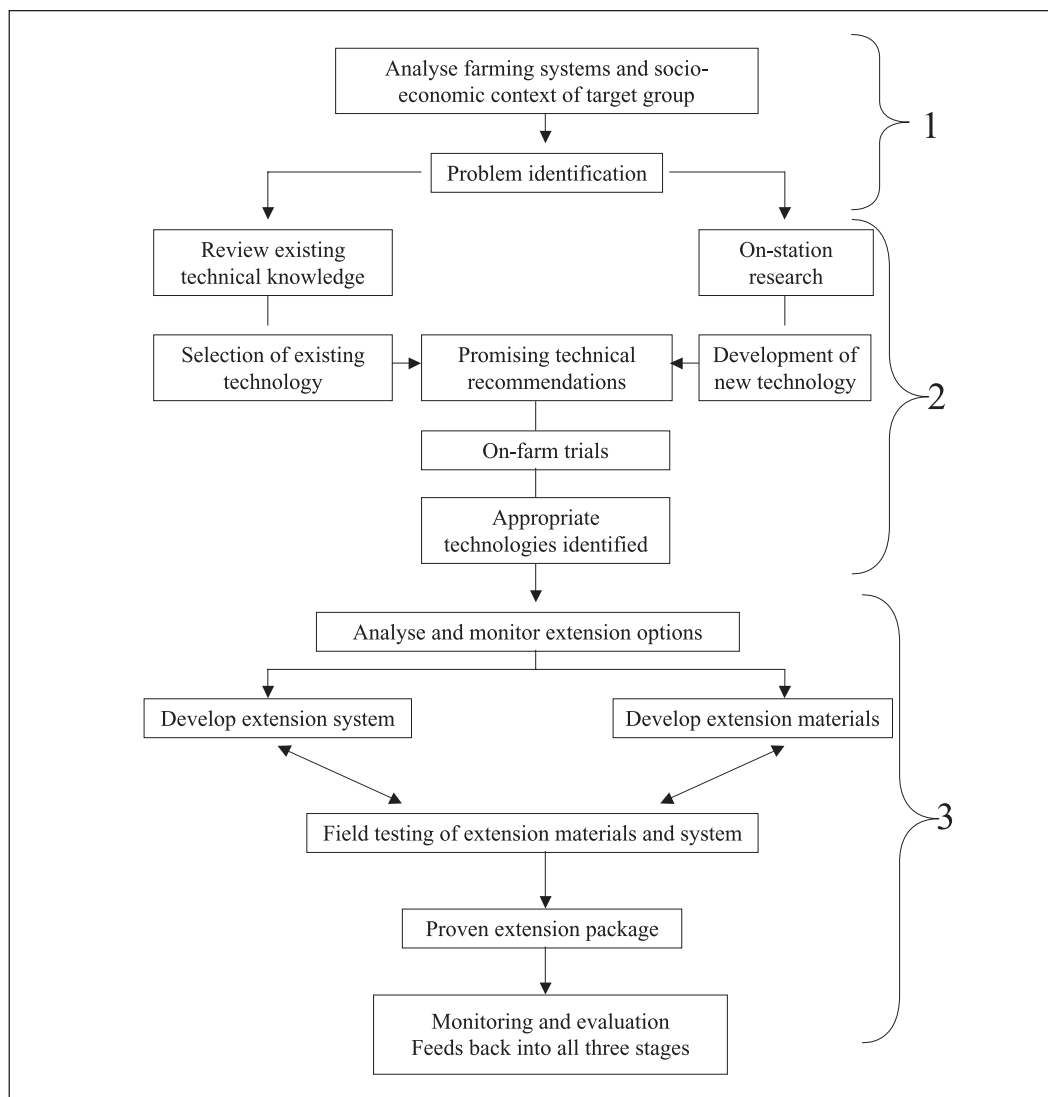 Analyse farming systems and socio-
economic context of target group
1
Problem identification
Review existing
technical knowledge
On-station
research
Selection of existing
technology
Promising technical
recommendations
Development of
new technology
2
On-farm trials
Appropriate
technologies identified
Analyse and monitor extension options
Develop extension system
Develop extension materials
3
Field testing of extension materials and system
Proven extension package
Monitoring and evaluation
Feeds back into all three stages